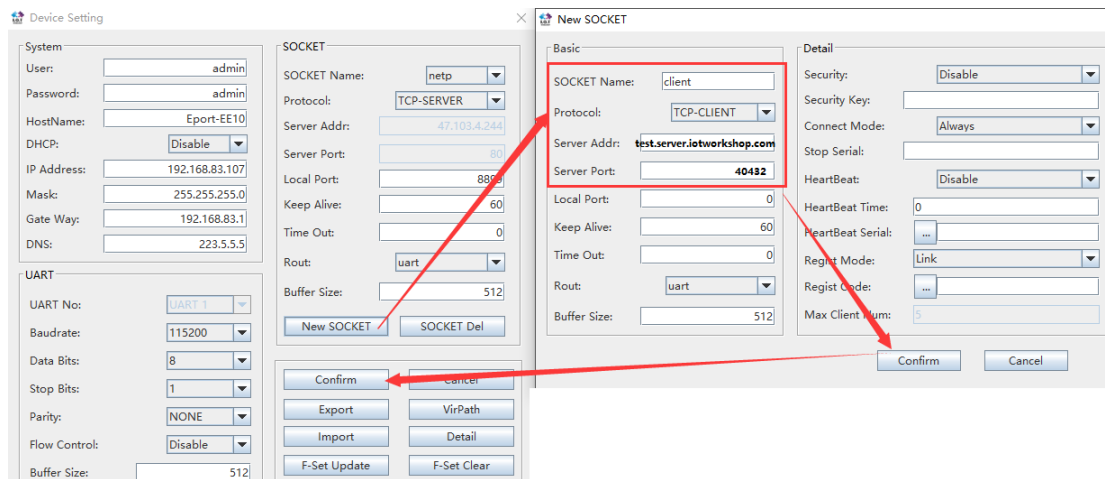 Device Setting
System
User: admin
Password: admin
HostName: Eport-EE10
DHCP: Disable
IP Address: 192.168.83.107
Mask: 255.255.255.0
Gate Way: 192.168.83.1
DNS: 223.5.5.5
UART
UART No: UART 1
Baudrate: 115200
Data Bits: 8
Stop Bits: 1
Parity: NONE
Flow Control: Disable
Buffer Size: 512
SOCKET
SOCKET Name: netp
Protocol: TCP-SERVER
Server Addr: 47.103.4.244
Server Port: 80
Local Port:
Keep Alive: 60
Time Out: 0
Rout: uart
Buffer Size: 512
New SOCKET SOCKET Del
Confirm Cancel
Export VirPath
Import Detail
F-Set Update F-Set Clear
New SOCKET
Basic
SOCKET Name: client
Protocol: TCP-CLIENT
Server Addr: test.server.iotworkshop.com
Server Port: 40432
Local Port: 0
Keep Alive: 60
Time Out: 0
Rout: uart
Buffer Size: 512
Detail
Security: Disable
Security Key:
Connect Mode: Always
Stop Serial:
HeartBeat: Disable
HeartBeat Time: 0
HeartBeat Serial: ...
Regist Mode: Link
Regist Code: ...
Max Client Num: 5
Confirm Cancel